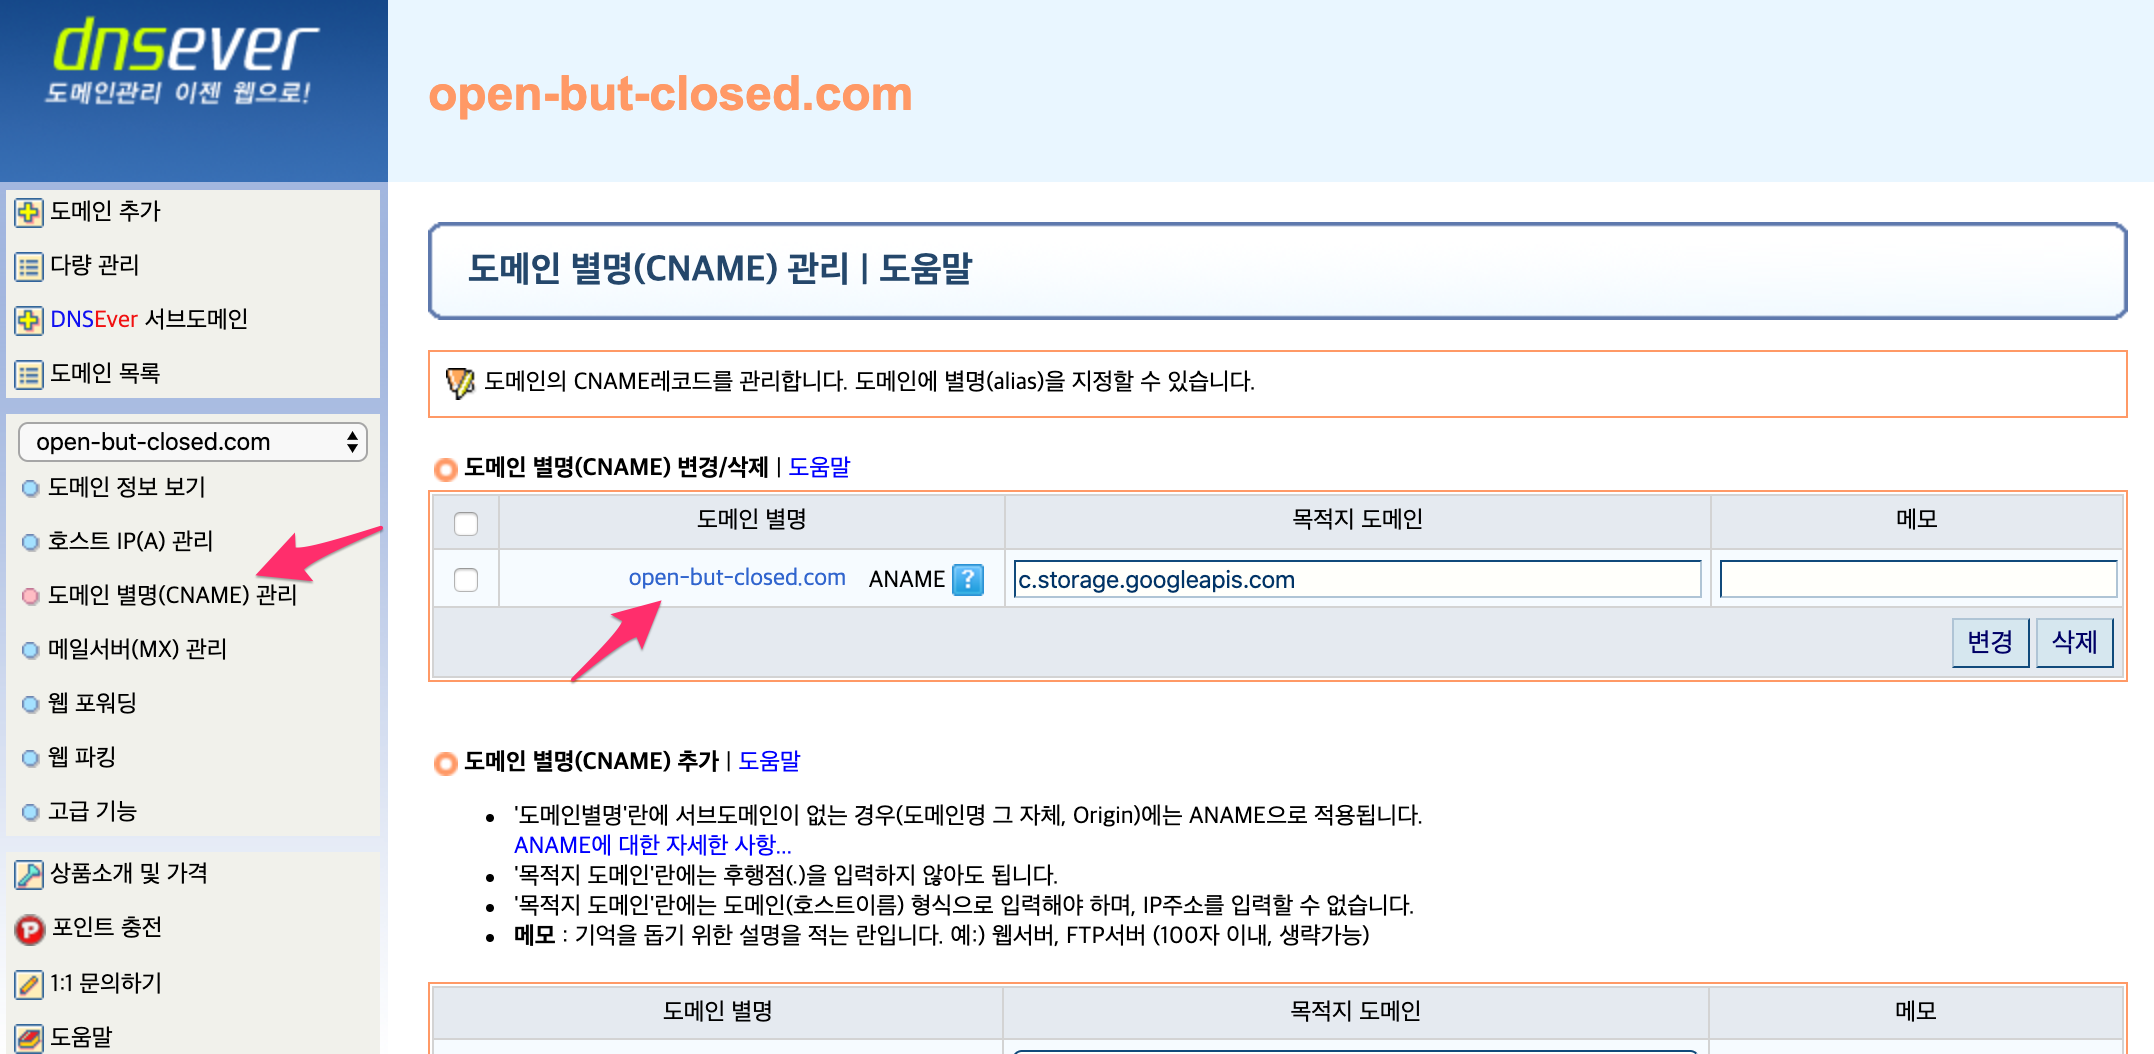 dnsever
도메인관리 이젠 웹으로!
open-but-closed.com
도메인 추가
다량 관리
DNSEver 서브도메인
도메인 목록
open-but-closed.com
도메인 정보 보기
호스트 IP(A) 관리
도메인 별명(CNAME) 관리
메일서버(MX) 관리
웹 포워딩
웹 파킹
고급 기능
상품소개 및 가격
P 포인트 충전
1:1 문의하기
도움말
도메인 별명(CNAME) 관리 | 도움말
도메인의 CNAME레코드를 관리합니다. 도메인에 별명(alias)을 지정할 수 있습니다.
도메인 별명(CNAME) 변경/삭제 | 도움말
도메인 별명 목적지 도메인 메모
open-but-closed.com ANAME ? c.storage.googleapis.com
변경 삭제
도메인 별명(CNAME) 추가 | 도움말
'도메인별명'란에 서브도메인이 없는 경우(도메인명 그 자체, Origin)에는 ANAME으로 적용됩니다.
ANAME에 대한 자세한 사항...
'목적지 도메인'란에는 후행점(.)을 입력하지 않아도 됩니다.
'목적지 도메인'란에는 도메인(호스트이름) 형식으로 입력해야 하며, IP주소를 입력할 수 없습니다.
메모 : 기억을 돕기 위한 설명을 적는 란입니다. 예:) 웹서버, FTP서버 (100자 이내, 생략가능)
도메인 별명 목적지 도메인 메모